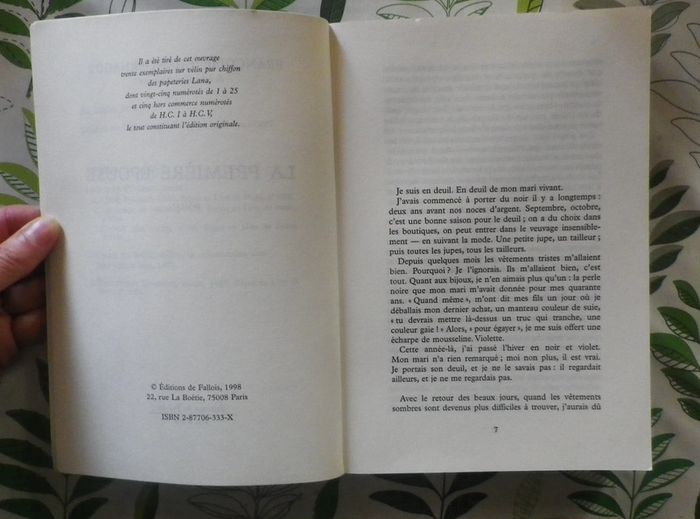 Il a été tiré de cet ouvrage
trente exemplaires sur vélin pur chiffon
des papeteries Lana,
dont vingt-cinq numérotés de 1 à 25
et cinq hors commerce numérotés
de H.C. I à H.C. V,
le tout constituant l'édition originale.
© Éditions de Fallois, 1998
22, rue La Boétie, 75008 Paris
ISBN 2-87706-333-X
Je suis en deuil. En deuil de mon mari vivant.
J'avais commencé à porter du noir il y a longtemps :
deux ans avant nos noces d'argent. Septembre, octobre,
c'est une bonne saison pour le deuil ; on a du choix dans
les boutiques, on peut entrer dans le veuvage insensible-
ment — en suivant la mode. Une petite jupe, un tailleur ;
puis toutes les jupes, tous les tailleurs.
Depuis quelques mois les vêtements tristes m'allaient
bien. Pourquoi ? Je l'ignorais. Ils m'allaient bien, c'est
tout. Quant aux bijoux, je n'en aimais plus qu'un : la perle
noire que mon mari m'avait donnée pour mes quarante
ans. « Quand même », m'a dit mes fils un jour où je
déballais mon dernier achat, un manteau couleur de suie,
« tu devrais mettre là-dessus un truc qui tranche, une
couleur gaie ! » Alors, « pour égayer », je me suis offert une
écharpe de mousseline. Violette.
Cette année-là, j'ai passé l'hiver en noir et violet.
Mon mari n'a rien remarqué ; moi non plus, il est vrai.
Je portais son deuil, et je ne le savais pas : il regardait
ailleurs, et je ne me regardais pas.
Avec le retour des beaux jours, quand les vêtements
sombres sont devenus plus difficiles à trouver, j'aurais dû
7